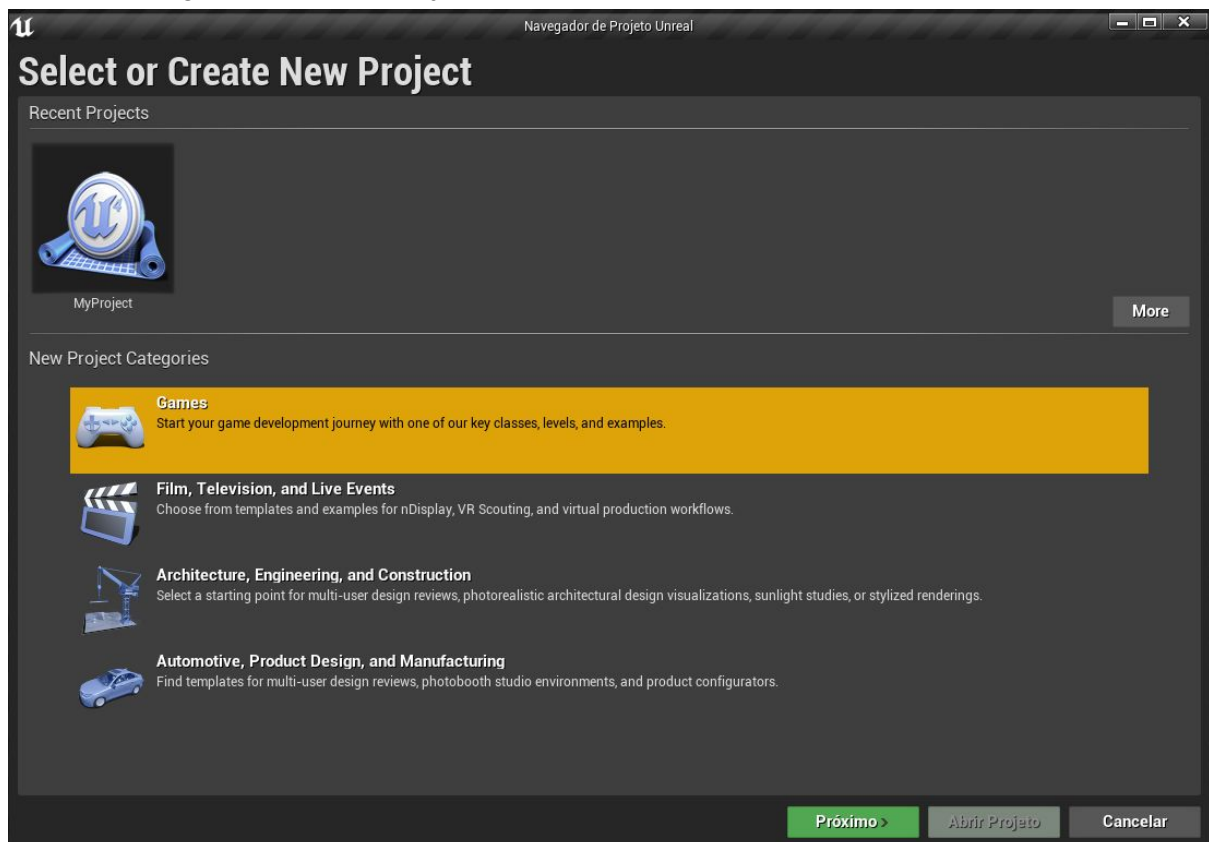 Navegador de Projeto Unreal
Select or Create New Project
Recent Projects
MyProject
More
New Project Categories
Games
Start your game development journey with one of our key classes, levels, and examples.
Film, Television, and Live Events
Choose from templates and examples for nDisplay, VR Scouting, and virtual production workflows.
Architecture, Engineering, and Construction
Select a starting point for multi-user design reviews, photorealistic architectural design visualizations, sunlight studies, or stylized renderings.
Automotive, Product Design, and Manufacturing
Find templates for multi-user design reviews, photobooth studio environments, and product configurators.
Próximo >
Abrir Projeto
Cancelar